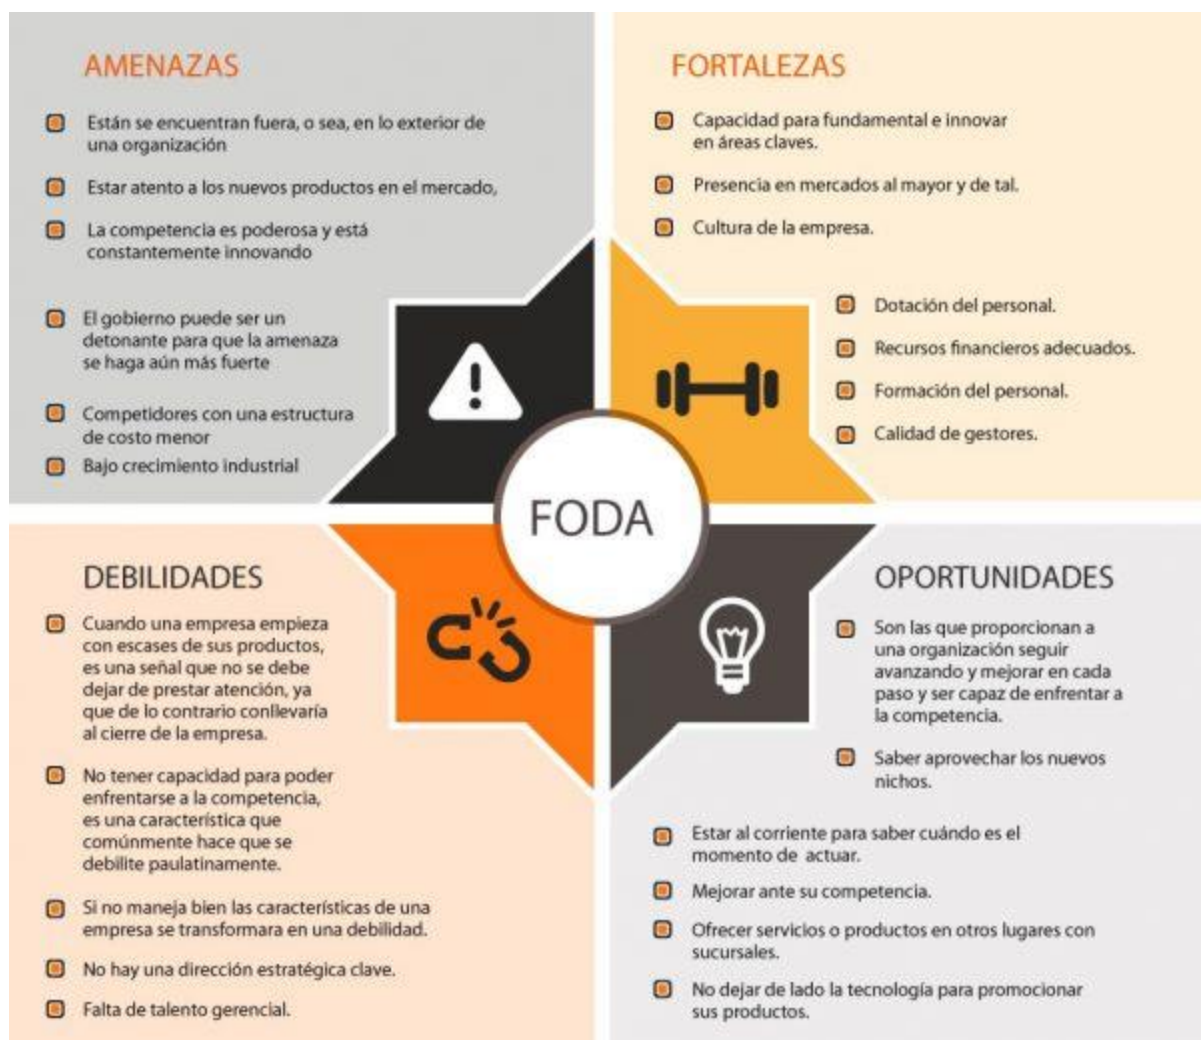 AMENAZAS
Están se encuentran fuera, o sea, en lo exterior de
una organización
Estar atento a los nuevos productos en el mercado,
La competencia es poderosa y está
constantemente innovando
El gobierno puede ser un
detonante para que la amenaza
se haga aún más fuerte
Competidores con una estructura
de costo menor
Bajo crecimiento industrial
FORTALEZAS
Capacidad para fundamental e innovar
en áreas claves.
Presencia en mercados al mayor y de tal.
Cultura de la empresa.
Dotación del personal.
Recursos financieros adecuados.
Formación del personal.
Calidad de gestores.
FODA
DEBILIDADES
Cuando una empresa empieza
con escases de sus productos,
es una señal que no se debe
dejar de prestar atención, ya
que de lo contrario conllevaría
al cierre de la empresa.
No tener capacidad para poder
enfrentarse a la competencia,
es una característica que
comúnmente hace que se
debilite paulatinamente.
Si no maneja bien las características de una
empresa se transformara en una debilidad.
No hay una dirección estratégica clave.
Falta de talento gerencial.
OPORTUNIDADES
Son las que proporcionan a
una organización seguir
avanzando y mejorar en cada
paso y ser capaz de enfrentar a
la competencia.
Saber aprovechar los nuevos
nichos.
Estar al corriente para saber cuándo es el
momento de actuar.
Mejorar ante su competencia.
Ofrecer servicios o productos en otros lugares con
sucursales.
No dejar de lado la tecnología para promocionar
sus productos.